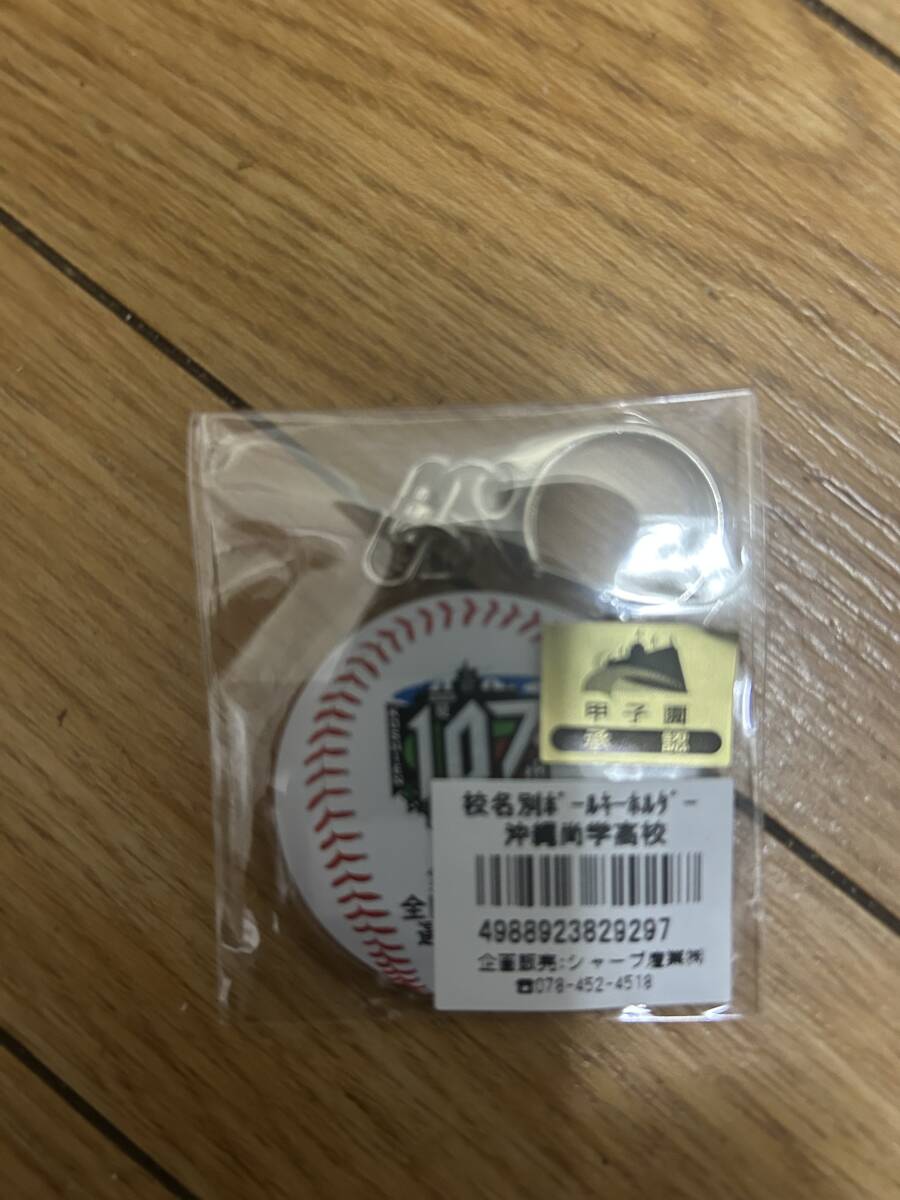 107
全
甲子園
承認
校名別ﾎﾞｰﾙｷｰﾎﾙﾀﾞｰ
沖縄尚学高校
4988923829297
企画販売:シャープ産業㈱
☎078-452-4518